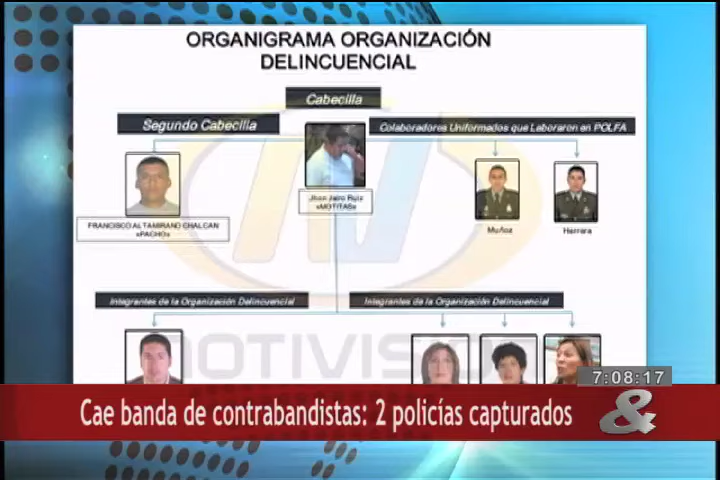 ORGANIGRAMA ORGANIZACIÓN
DELINCUENCIAL
Cabecilla
Segundo Cabecilla
Colaboradores Uniformados que Laboraron en POLFA
Jhon Jairo Ruiz
«MOTITAS»
FRANCISCO ALTAMIRANO CHALCAN
«PACHO»
Muñoz
Herrera
Integrantes de la Organización Delincuencial
Integrantes de la Organización Delincuencial
NOTIVISION
7:08:17
Cae banda de contrabandistas: 2 policías capturados
&